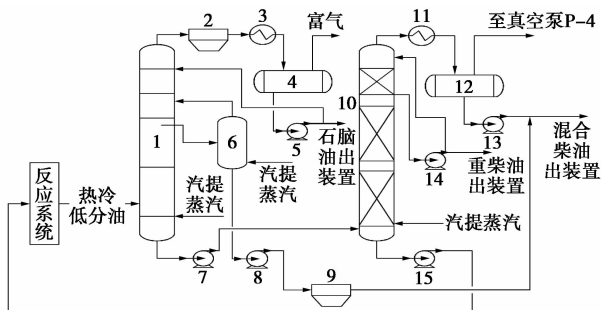 2
3
富气
11
至真空泵P-4
4
12
10
1
6
5
石脑
油出
装置
13
混合
柴油
出装置
14
重柴油
出装置
反应系统
热冷
低分油
汽提
蒸汽
汽提
蒸汽
汽提蒸汽
7
8
9
15